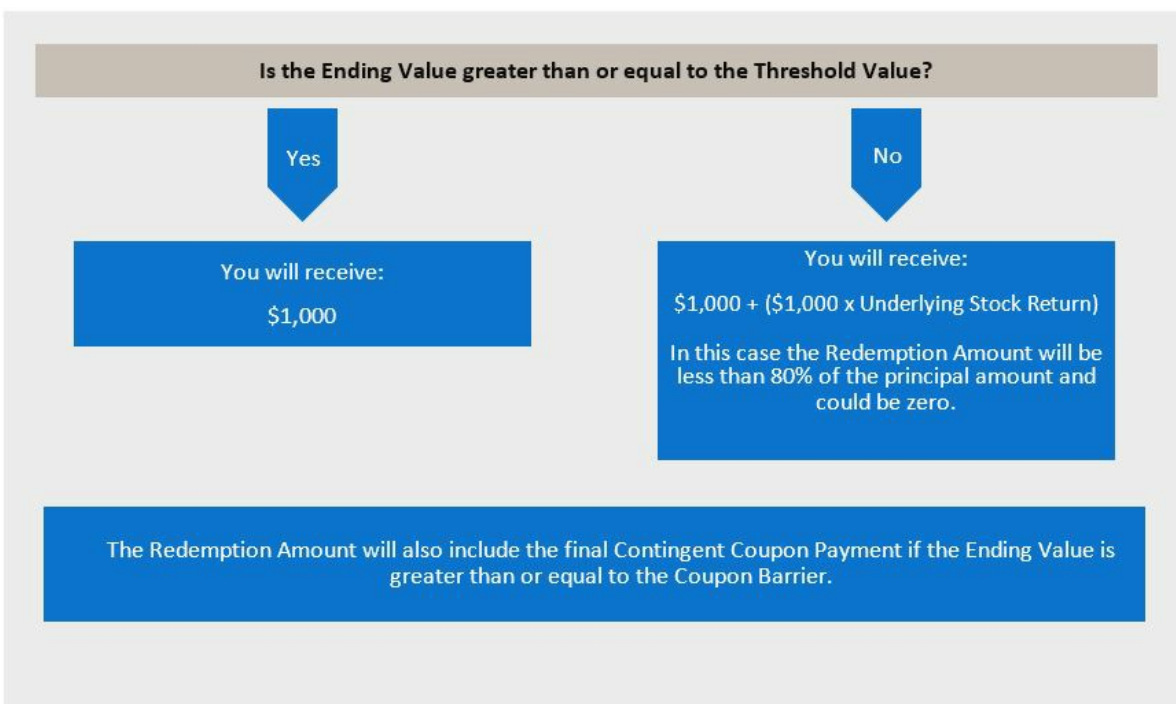 Is the Ending Value greater than or equal to the Threshold Value?
Yes
No
You will receive:
$1,000
You will receive:
$1,000 + ($1,000 x Underlying Stock Return)
In this case the Redemption Amount will be
less than 80% of the principal amount and
could be zero.
The Redemption Amount will also include the final Contingent Coupon Payment if the Ending Value is
greater than or equal to the Coupon Barrier.